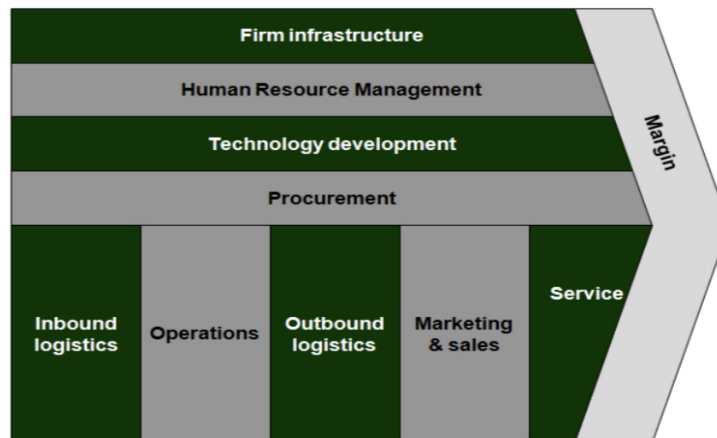 Firm infrastructure
Human Resource Management
Technology development
Procurement
Margin
Inbound
logistics
Operations
Outbound
logistics
Marketing
& sales
Service